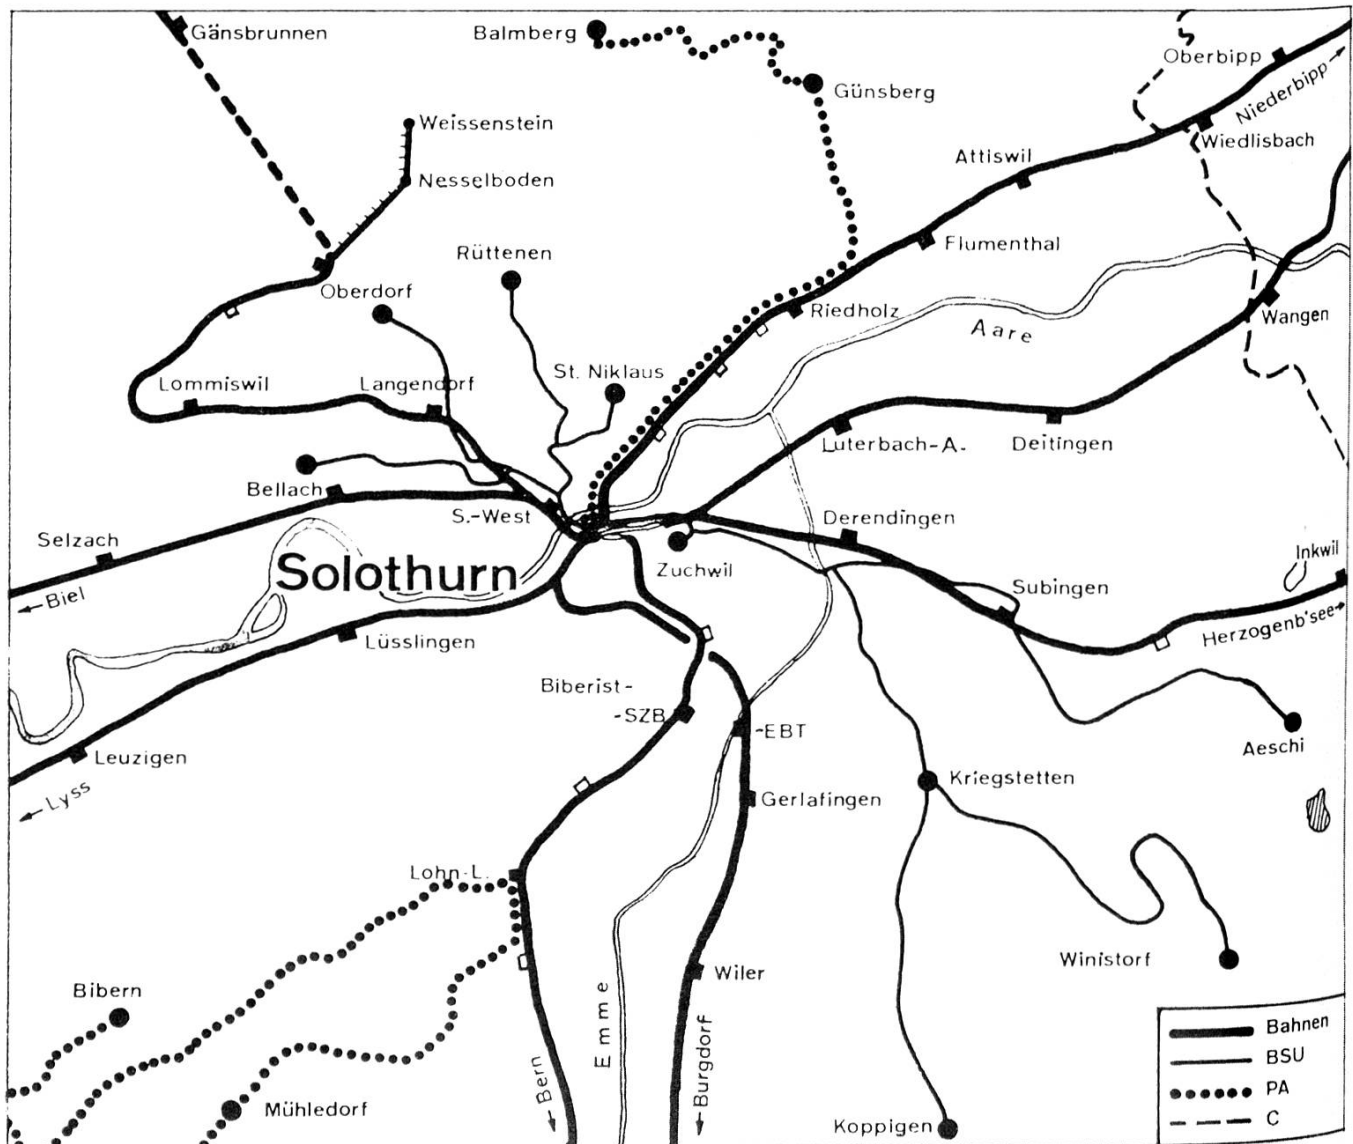 Gänsbrunnen
Balmberg
Günsberg
Oberbipp
Niederbipp
Weissenstein
Nesselboden
Attiswil
Wiedlisbach
Rüttenen
Flumenthal
Oberdorf
Riedholz
Aare
Wangen
Lommiswil
Langendorf
St. Niklaus
Luterbach-A.
Deitingen
Bellach
S.-West
Selzach
Derendingen
Solothurn
Zuchwil
Subingen
Inkwil
Biel
Herzogenb'see
Lüsslingen
Biberist-
-SZB
-EBT
Leuzigen
Lyss
Aeschi
Kriegstetten
Gerlafingen
Lohn-L.
Wiler
Winistorf
Bibern
Emme
Mühledorf
Bern
Burgdorf
Koppigen
Bahnen
BSU
PA
C